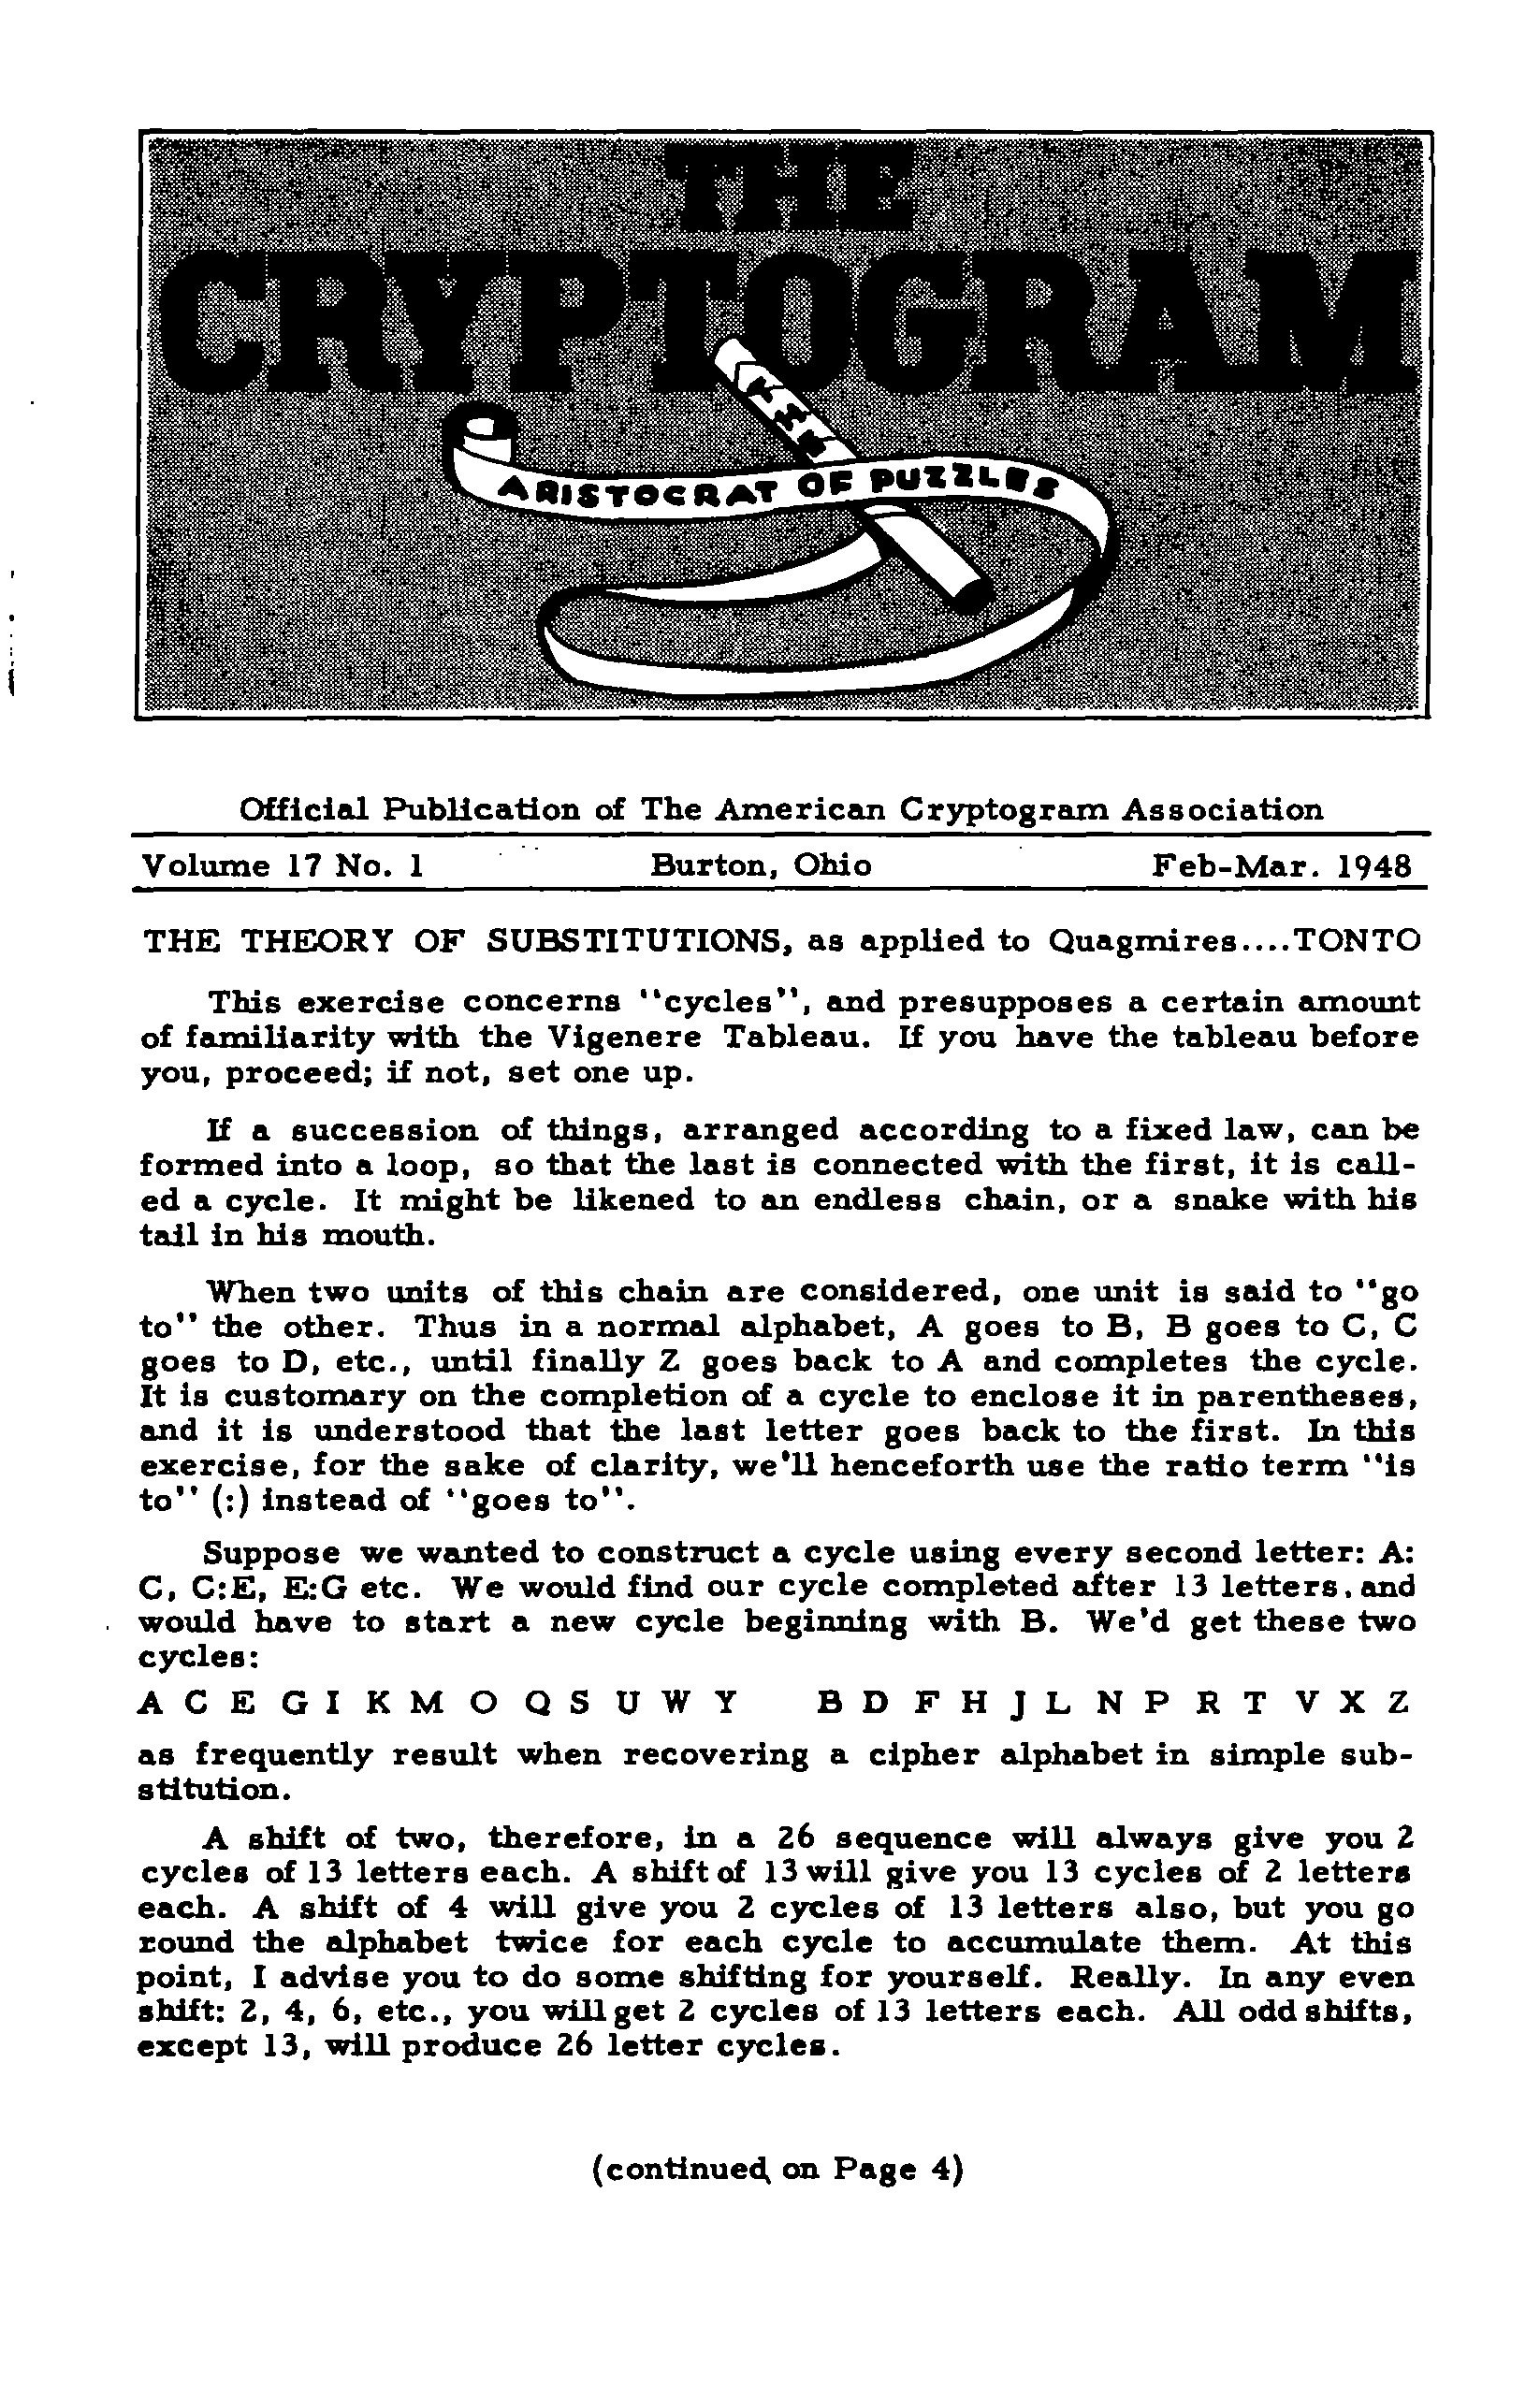 THE
CRYPTOGRAM
THE
ARISTOCRAT OF PUZZLES
Official Publication of The American Cryptogram Association
Volume 17 No. 1 Burton, Ohio Feb-Mar. 1948
THE THEORY OF SUBSTITUTIONS, as applied to Quagmires....TONTO
This exercise concerns "cycles", and presupposes a certain amount
of familiarity with the Vigenere Tableau. If you have the tableau before
you, proceed; if not, set one up.
If a succession of things, arranged according to a fixed law, can be
formed into a loop, so that the last is connected with the first, it is call-
ed a cycle. It might be likened to an endless chain, or a snake with his
tail in his mouth.
When two units of this chain are considered, one unit is said to "go
to" the other. Thus in a normal alphabet, A goes to B, B goes to C, C
goes to D, etc., until finally Z goes back to A and completes the cycle.
It is customary on the completion of a cycle to enclose it in parentheses,
and it is understood that the last letter goes back to the first. In this
exercise, for the sake of clarity, we'll henceforth use the ratio term "is
to" (:) instead of "goes to".
Suppose we wanted to construct a cycle using every second letter: A:
C, C:E, E:G etc. We would find our cycle completed after 13 letters, and
would have to start a new cycle beginning with B. We'd get these two
cycles:
A C E G I K M O Q S U W Y B D F H J L N P R T V X Z
as frequently result when recovering a cipher alphabet in simple sub-
stitution.
A shift of two, therefore, in a 26 sequence will always give you 2
cycles of 13 letters each. A shift of 13 will give you 13 cycles of 2 letters
each. A shift of 4 will give you 2 cycles of 13 letters also, but you go
round the alphabet twice for each cycle to accumulate them. At this
point, I advise you to do some shifting for yourself. Really. In any even
shift: 2, 4, 6, etc., you will get 2 cycles of 13 letters each. All odd shifts,
except 13, will produce 26 letter cycles.
(continued, on Page 4)